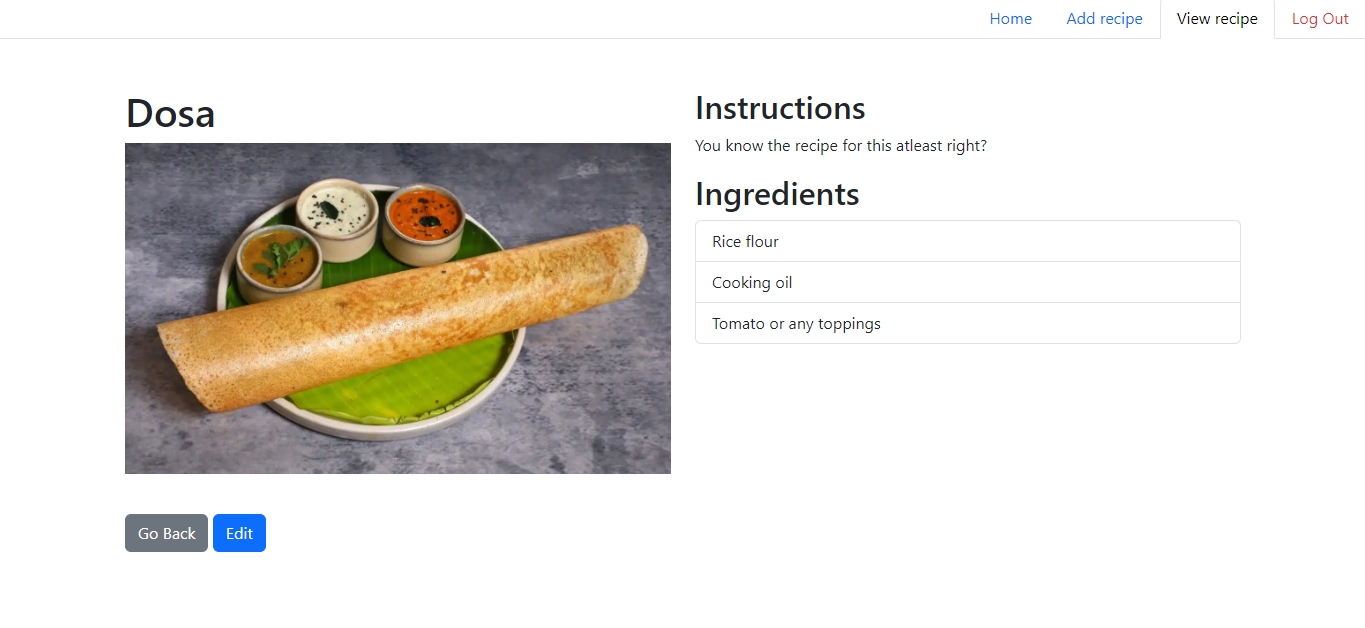 Home Add recipe View recipe Log Out
Dosa
Instructions
You know the recipe for this atleast right?
Ingredients
Rice flour
Cooking oil
Tomato or any toppings
Go Back Edit